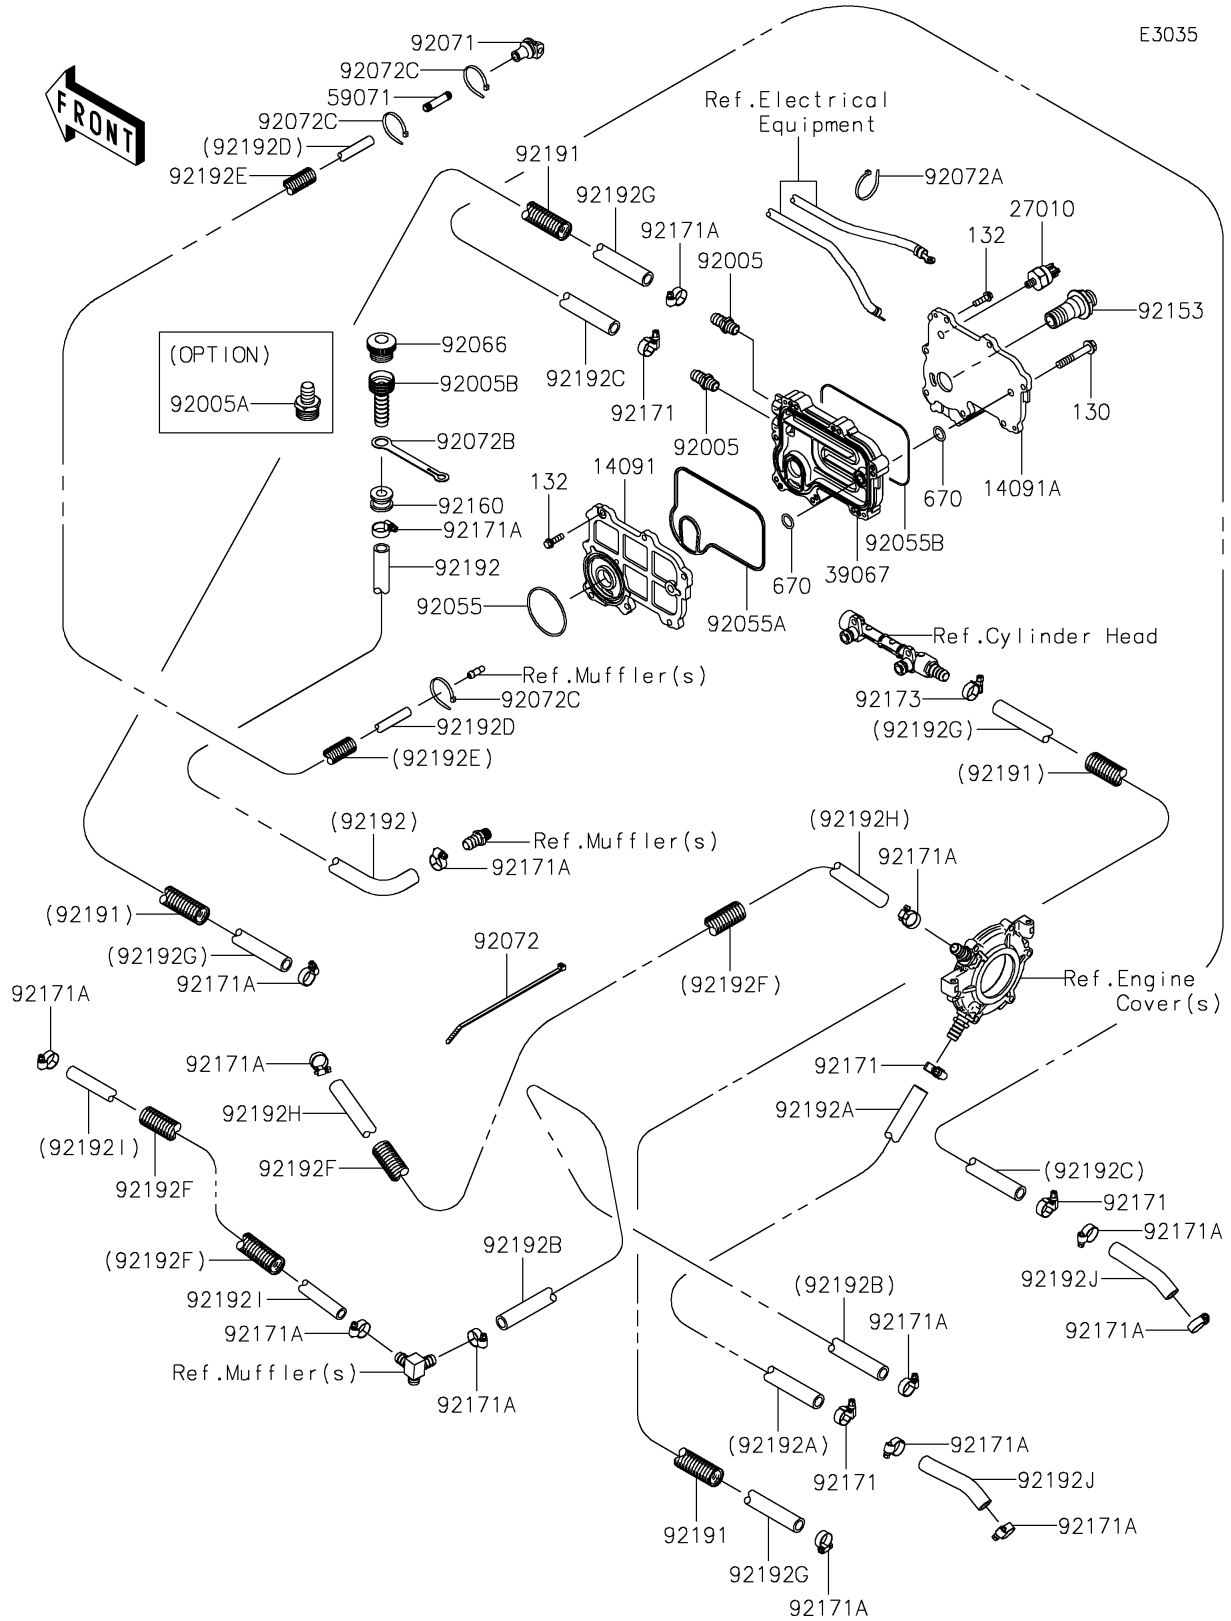 E3035
FRONT
92071
92072C
59071
92072C
(92192D)
92192E
Ref.Electrical
Equipment
92191
92192G
92171A
92005
92072A
27010
132
92153
(OPTION)
92005A
92066
92005B
92072B
92160
92171A
92192
92192C
92171
92005
14091
132
92055
92055A
670
39067
92055B
670
14091A
130
Ref.Cylinder Head
92173
(92192G)
(92191)
Ref.Muffler(s)
92072C
92192D
(92192E)
(92192)
Ref.Muffler(s)
92171A
(92192H)
92171A
(92191)
(92192G)
92171A
92072
(92192F)
Ref.Engine
Cover(s)
92171A
92171A
92192H
92192F
(92192I)
92192F
(92192F)
92192I
92171A
Ref.Muffler(s)
92192B
92171A
92171
92192A
(92192C)
92171
92171A
92192J
92171A
(92192B)
92171A
(92192A)
92171
92171A
92192J
92171A
92191
92192G
92171A